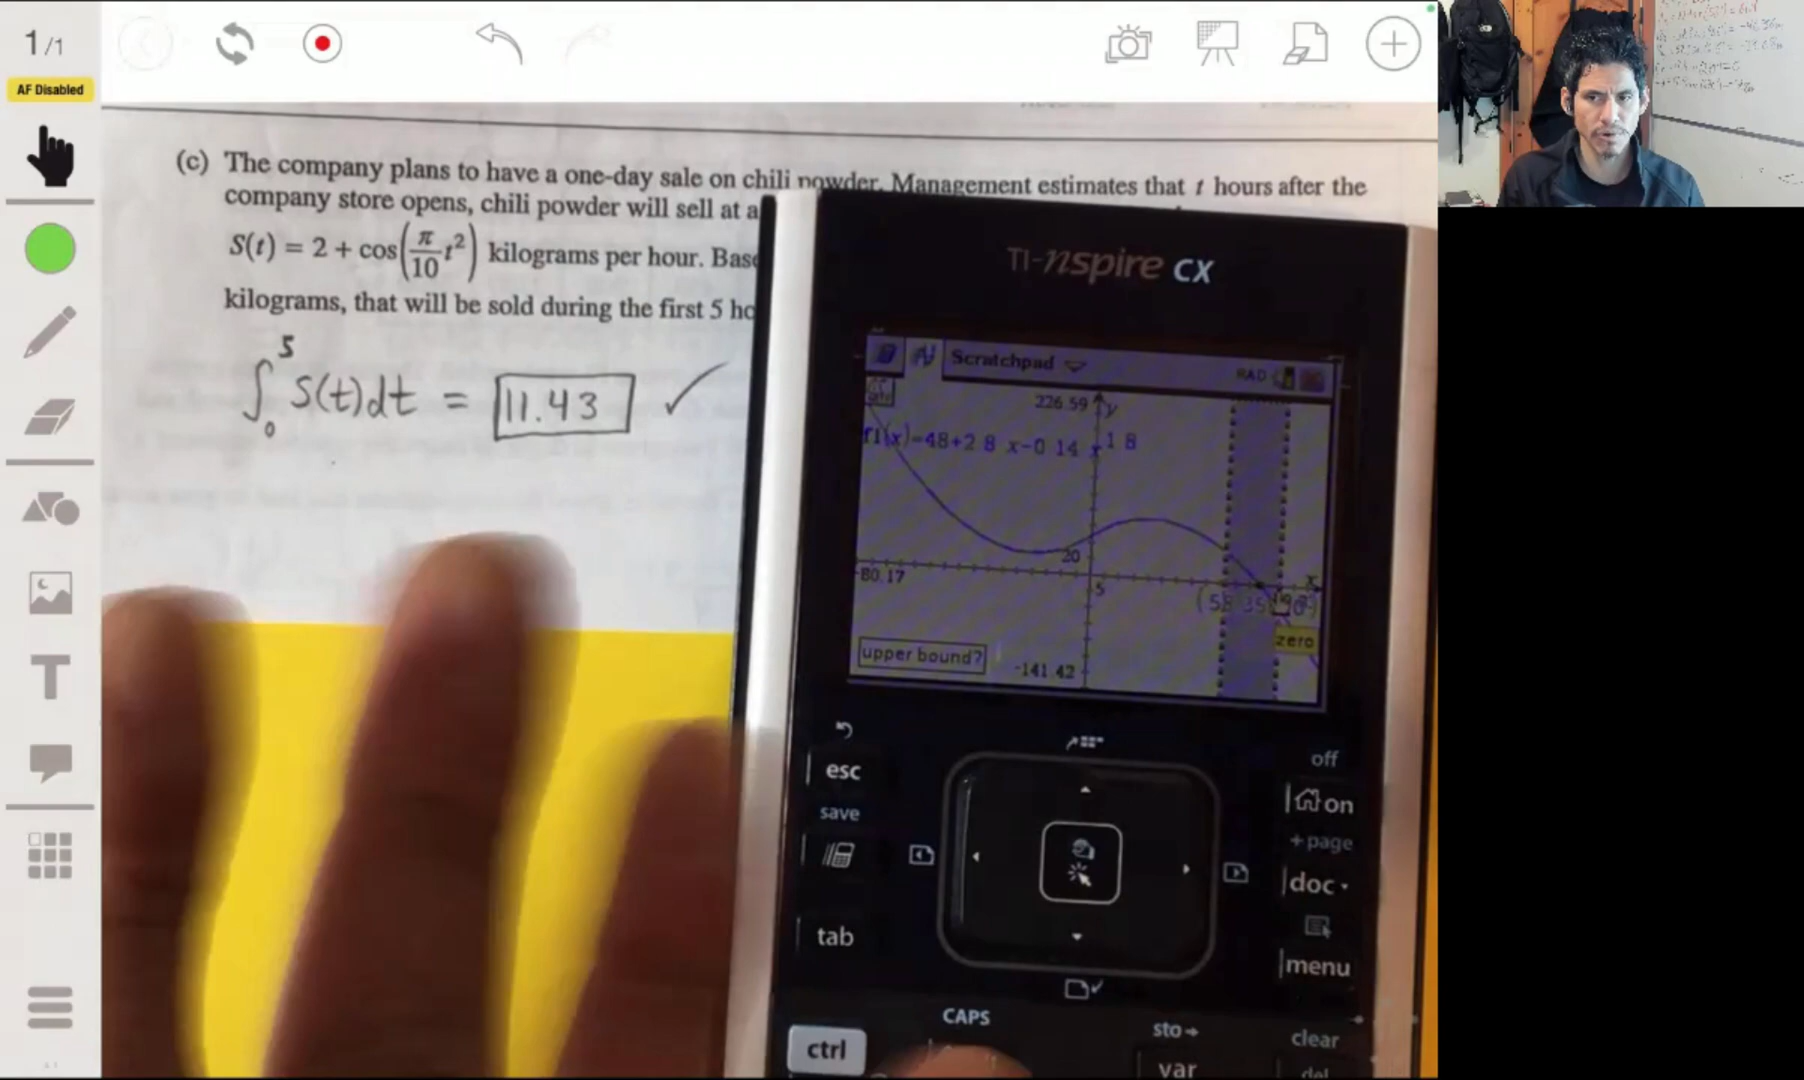 1/1
AF Disabled
(c) The company plans to have a one-day sale on chili powder. Management estimates that t hours after the
company store opens, chili powder will sell at a
S(t) = 2 + cos(π/10 t²) kilograms per hour. Base
kilograms, that will be sold during the first 5 ho
∫₀⁵ S(t)dt = 11.43 ✓
TI-nspire CX
Scratchpad RAD
226.59 y
f1(x)=48+2.8 x-0.14 x 1.8
20
-80.17
5
x
zero
upper bound?
-141.42
off
esc
on
save
+page
doc
tab
menu
CAPS
sto→
clear
ctrl
var
del
T